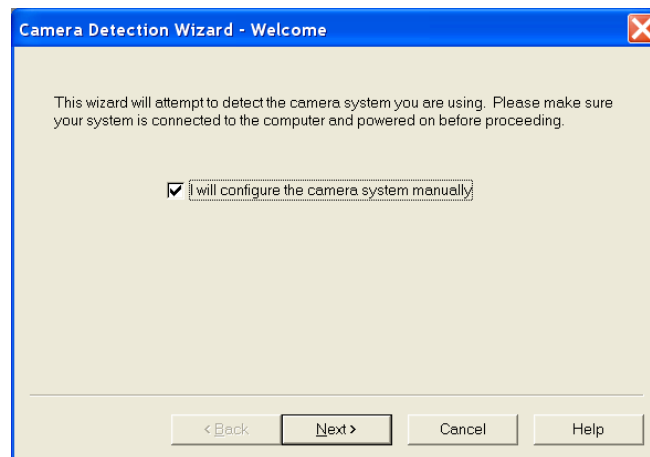 Camera Detection Wizard - Welcome
This wizard will attempt to detect the camera system you are using. Please make sure
your system is connected to the computer and powered on before proceeding.
I will configure the camera system manually
< Back Next > Cancel Help